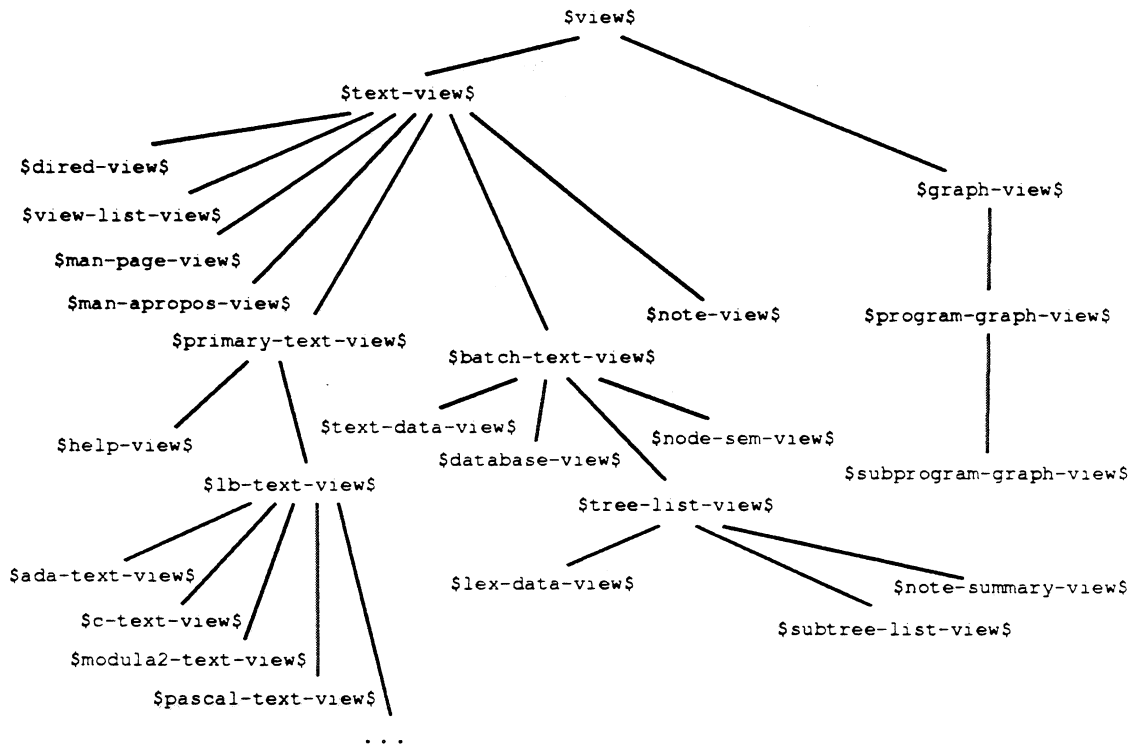 $view$
$text-view$
$dired-view$
$graph-view$
$view-list-view$
$man-page-view$
$man-apropos-view$
$note-view$
$program-graph-view$
$primary-text-view$
$batch-text-view$
$text-data-view$
$node-sem-view$
$help-view$
$database-view$
$subprogram-graph-view$
$lb-text-view$
$tree-list-view$
$ada-text-view$
$lex-data-view$
$note-summary-view$
$c-text-view$
$subtree-list-view$
$modula2-text-view$
$pascal-text-view$
. . .